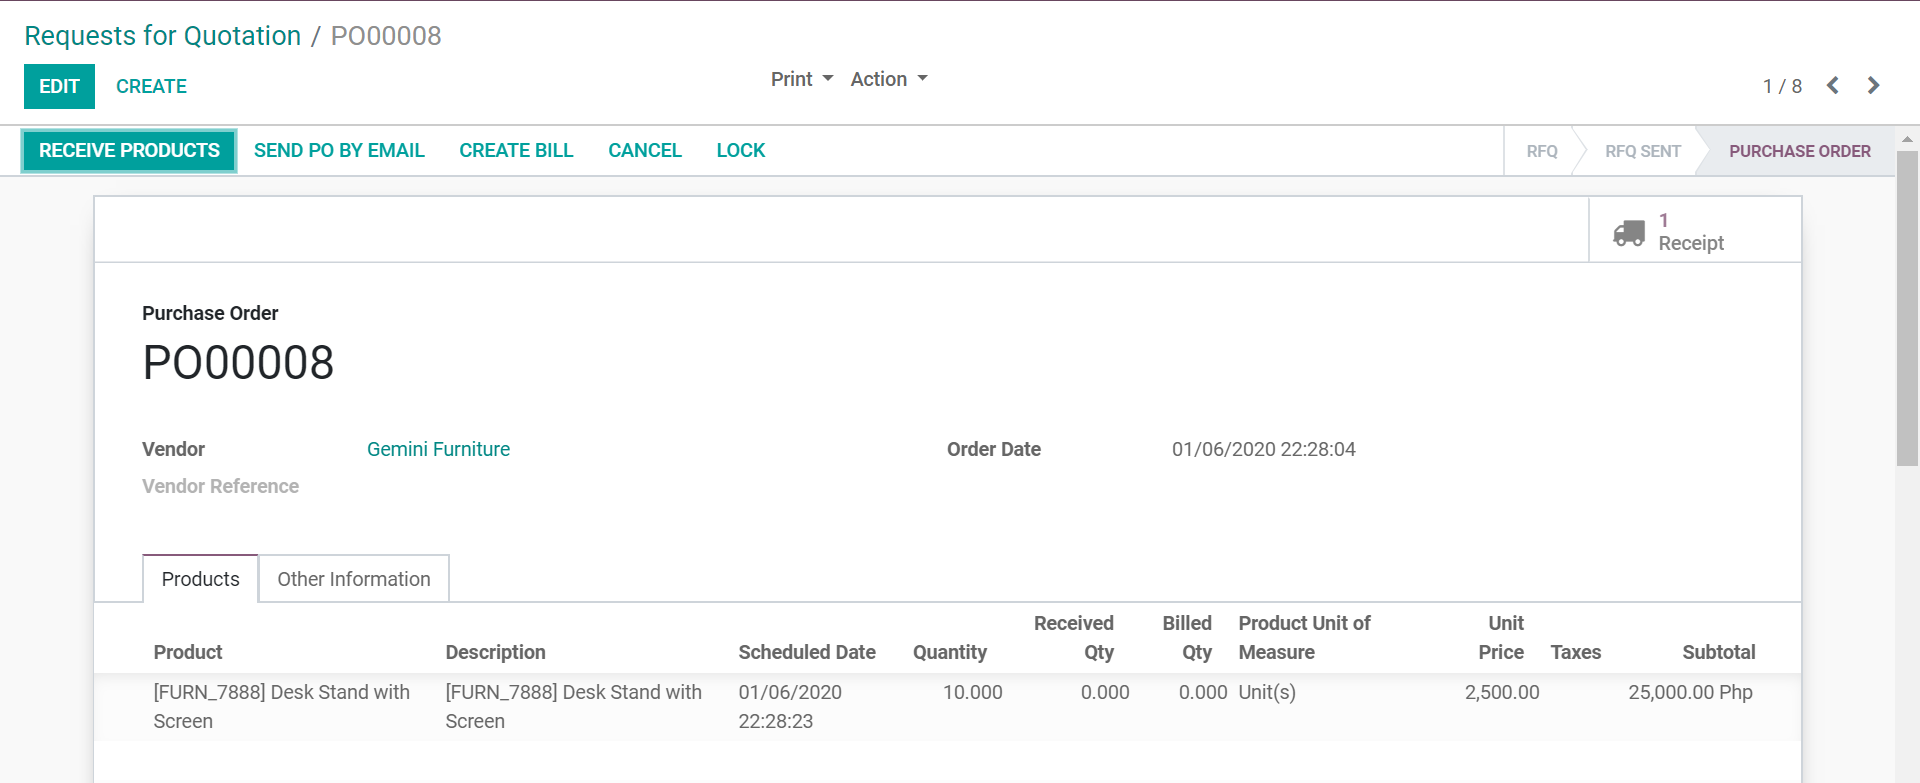 Requests for Quotation / PO00008
EDIT CREATE Print Action 1 / 8
RECEIVE PRODUCTS SEND PO BY EMAIL CREATE BILL CANCEL LOCK RFQ RFQ SENT PURCHASE ORDER
1
Receipt
Purchase Order
PO00008
Vendor Gemini Furniture Order Date 01/06/2020 22:28:04
Vendor Reference
Products Other Information
Received Billed Product Unit of Unit
Product Description Scheduled Date Quantity Qty Qty Measure Price Taxes Subtotal
[FURN_7888] Desk Stand with [FURN_7888] Desk Stand with 01/06/2020 10.000 0.000 0.000 Unit(s) 2,500.00 25,000.00 Php
Screen Screen 22:28:23